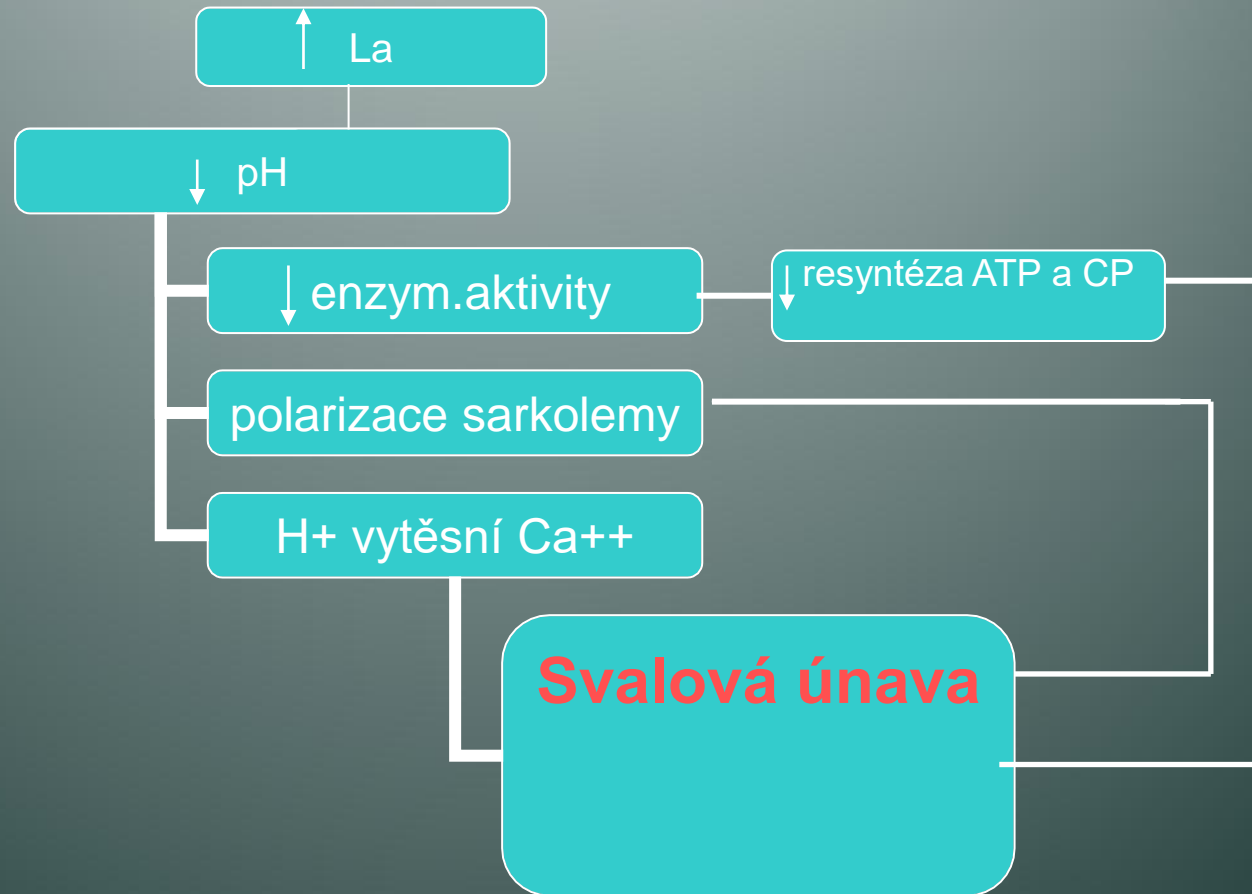 La
pH
enzym.aktivity
resyntéza ATP a CP
polarizace sarkolemy
H+ vytěsní Ca++
Svalová únava